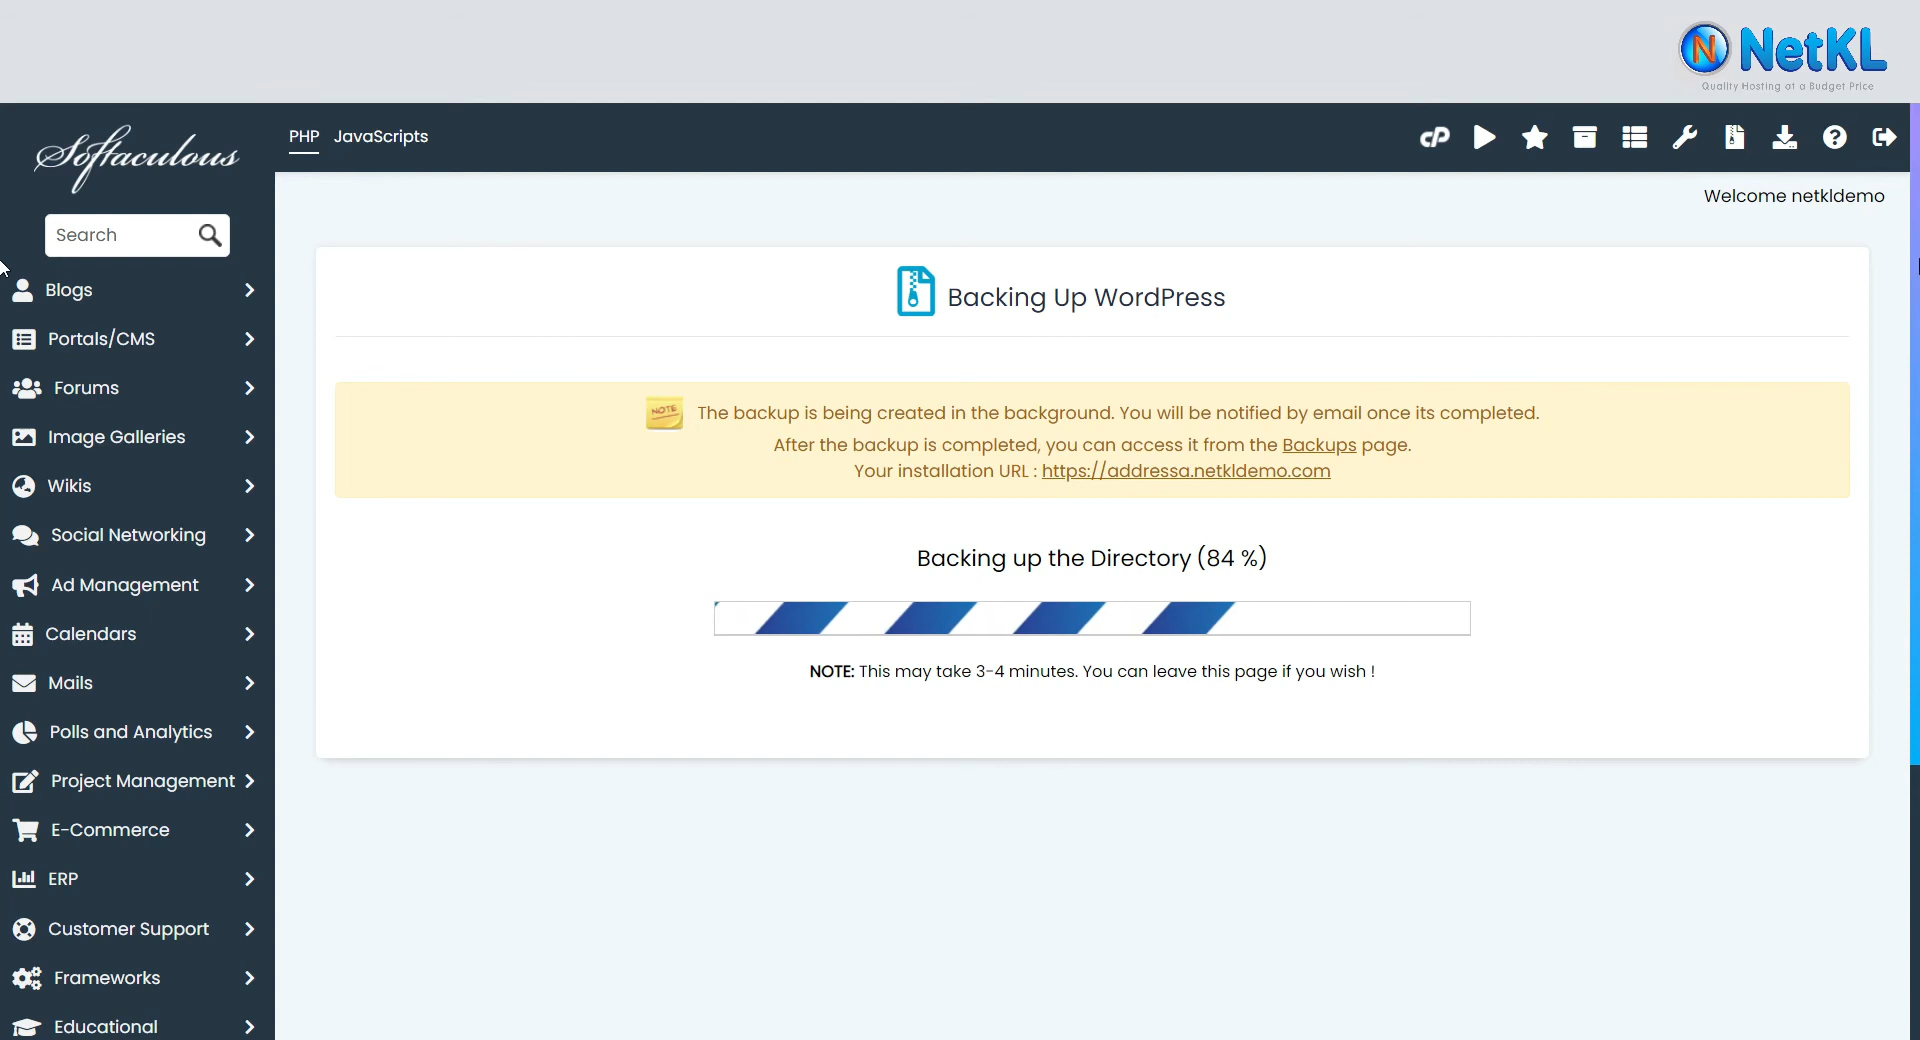 NetKL
Quality Hosting at a Budget Price
Softaculous
PHP JavaScripts
cP
Welcome netkldemo
Search
Blogs
Portals/CMS
Forums
Image Galleries
Wikis
Social Networking
Ad Management
Calendars
Mails
Polls and Analytics
Project Management
E-Commerce
ERP
Customer Support
Frameworks
Educational
Backing Up WordPress
NOTE The backup is being created in the background. You will be notified by email once its completed.
After the backup is completed, you can access it from the Backups page.
Your installation URL : https://addressa.netkldemo.com
Backing up the Directory (84 %)
NOTE: This may take 3-4 minutes. You can leave this page if you wish !